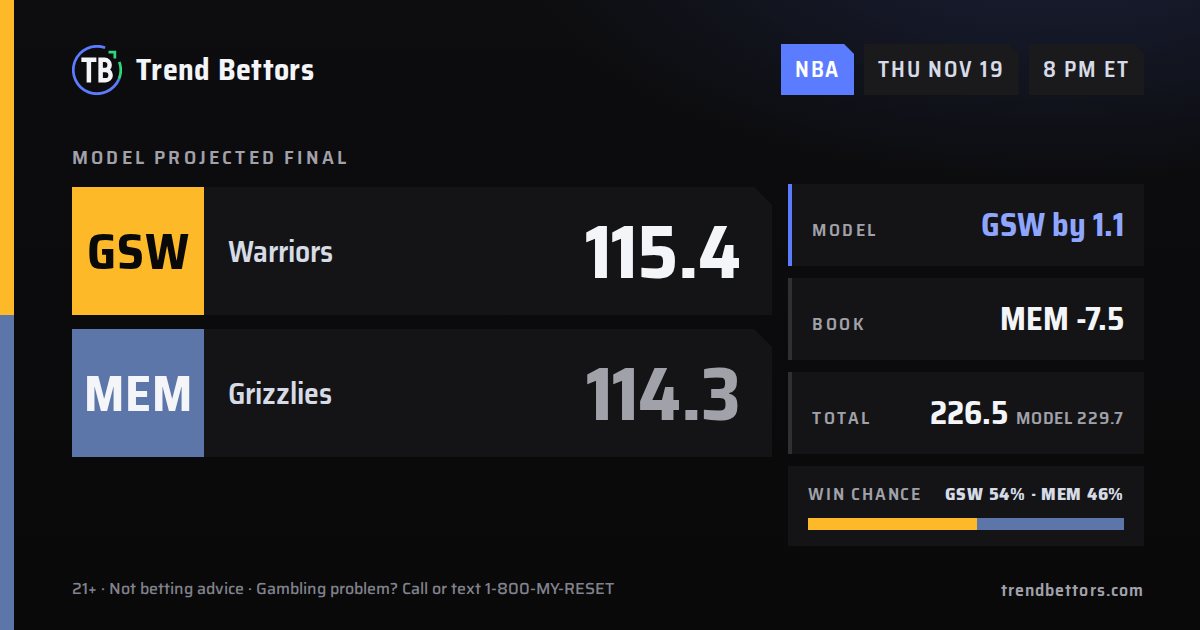 TB Trend Bettors
NBA THU NOV 19 8 PM ET
MODEL PROJECTED FINAL
GSW Warriors 115.4
MEM Grizzlies 114.3
MODEL GSW by 1.1
BOOK MEM -7.5
TOTAL 226.5 MODEL 229.7
WIN CHANCE GSW 54% · MEM 46%
21+ · Not betting advice · Gambling problem? Call or text 1-800-MY-RESET
trendbettors.com